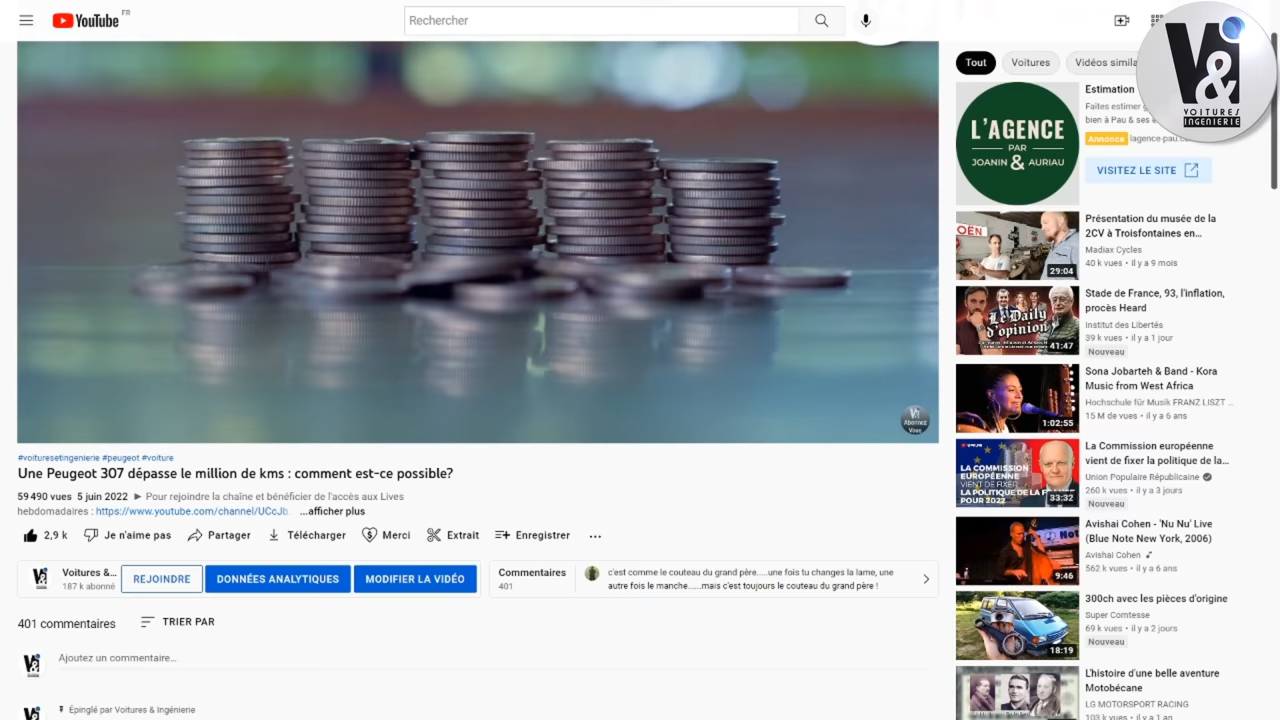 YouTube
FR
Rechercher
V&
VOITURES
INGENIERIE
Abonnez
Vous
#voituresetingenierie #peugeot #voiture
Une Peugeot 307 dépasse le million de kms : comment est-ce possible?
59 490 vues 5 juin 2022 ► Pour rejoindre la chaîne et bénéficier de l'accès aux Lives
hebdomadaires : https://www.youtube.com/channel/UCcJb. ...afficher plus
2,9 k Je n'aime pas Partager Télécharger Merci Extrait Enregistrer ...
Voitures &...
187 k abonné
REJOINDRE
DONNÉES ANALYTIQUES
MODIFIER LA VIDÉO
Commentaires
401
c'est comme le couteau du grand père.....une fois tu changes la lame, une
autre fois le manche......mais c'est toujours le couteau du grand père !
401 commentaires
TRIER PAR
Ajoutez un commentaire...
Épinglé par Voitures & Ingénierie
Tout
Voitures
Vidéos simila
L'AGENCE
PAR
JOANIN & AURIAU
Estimation
Faites estimer
bien à Pau & ses
Annonce
VISITEZ LE SITE
29:04
Présentation du musée de la
2CV à Troisfontaines en...
Madiax Cycles
40 k vues • il y a 9 mois
Le Daily
d'opinion
41:47
Stade de France, 93, l'inflation,
procès Heard
Institut des Libertés
39 k vues • il y a 1 jour
Nouveau
1:02:55
Sona Jobarteh & Band - Kora
Music from West Africa
Hochschule für Musik FRANZ LISZT ...
15 M de vues • il y a 6 ans
LA COMMISSION
EUROPÉENNE
VIENT DE FIXER
LA POLITIQUE DE LA F
POUR 2022
33:32
La Commission européenne
vient de fixer la politique de la...
Union Populaire Républicaine
260 k vues • il y a 3 jours
Nouveau
9:46
Avishai Cohen - 'Nu Nu' Live
(Blue Note New York, 2006)
Avishai Cohen
562 k vues • il y a 6 ans
18:19
300ch avec les pièces d'origine
Super Comtesse
69 k vues • il y a 2 jours
Nouveau
L'histoire d'une belle aventure
Motobécane
LG MOTORSPORT RACING
103 k vues • il y a 1 an